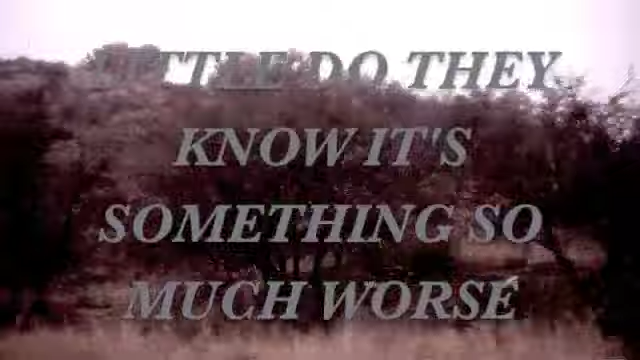 LITTLE DO THEY
KNOW IT'S
SOMETHING SO
MUCH WORSE